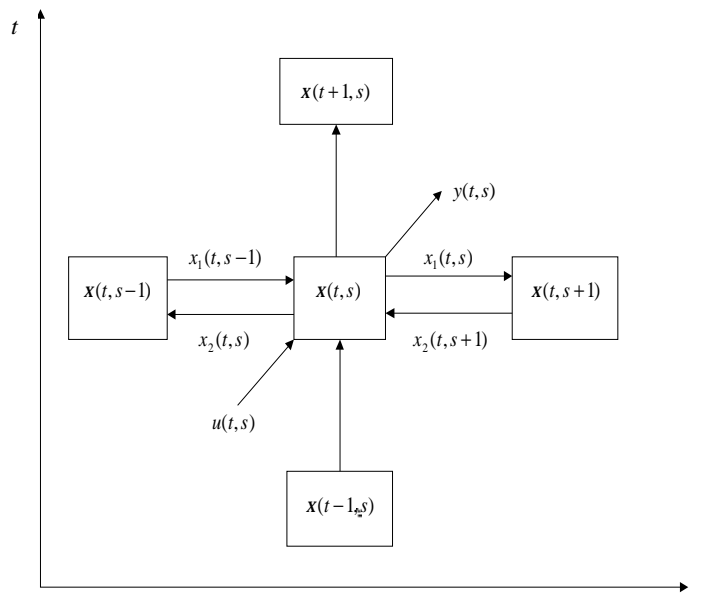 t
x(t+1,s)
y(t,s)
x₁(t,s−1)
x₁(t,s)
x(t,s−1)
x(t,s)
x(t,s+1)
x₂(t,s)
x₂(t,s+1)
u(t,s)
x(t−1,s)